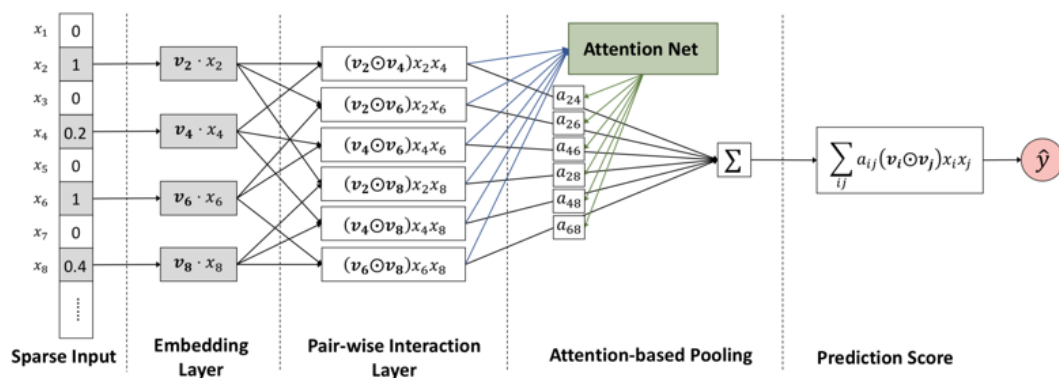 x₁ 0
x₂ 1
x₃ 0
x₄ 0.2
x₅ 0
x₆ 1
x₇ 0
x₈ 0.4
......
v₂ · x₂
v₄ · x₄
v₆ · x₆
v₈ · x₈
(v₂⊙v₄)x₂x₄
(v₂⊙v₆)x₂x₆
(v₄⊙v₆)x₄x₆
(v₂⊙v₈)x₂x₈
(v₄⊙v₈)x₄x₈
(v₆⊙v₈)x₆x₈
Attention Net
a₂₄
a₂₆
a₄₆
a₂₈
a₄₈
a₆₈
∑
∑ᵢⱼ aᵢⱼ(vᵢ⊙vⱼ)xᵢxⱼ
ŷ
Sparse Input
Embedding
Layer
Pair-wise Interaction
Layer
Attention-based Pooling
Prediction Score